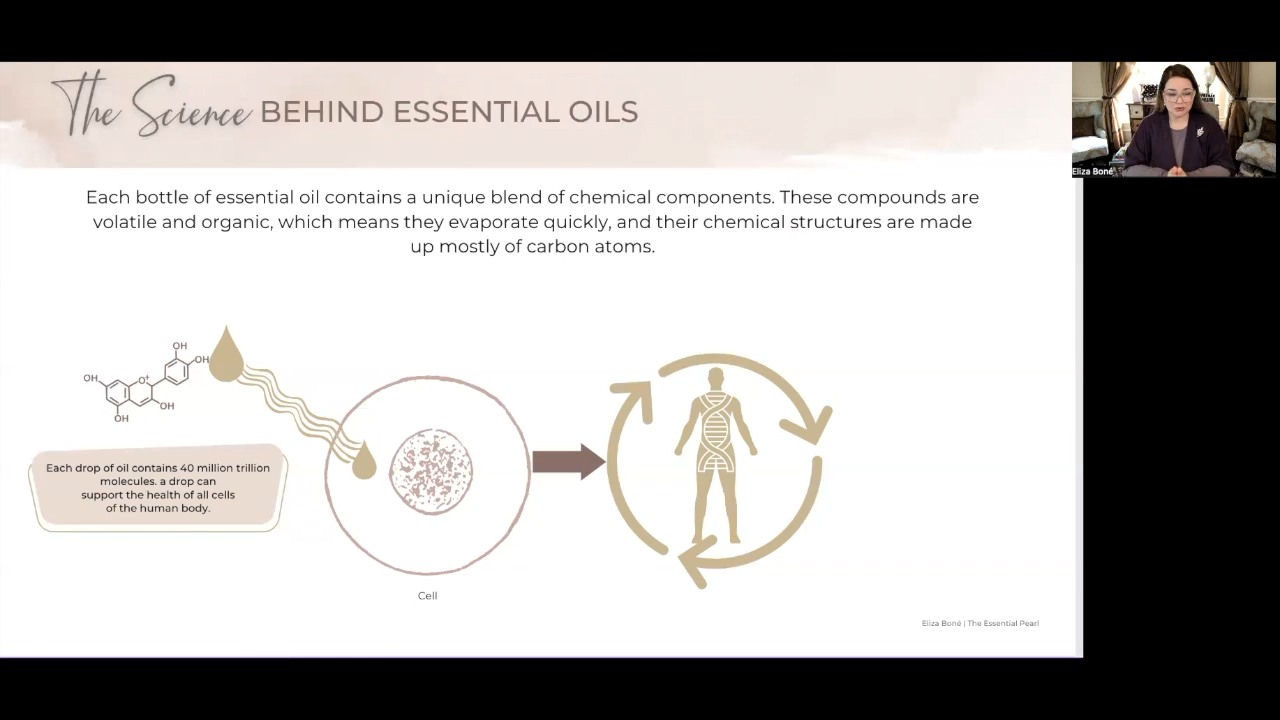 The Science BEHIND ESSENTIAL OILS
Eliza Boné
Each bottle of essential oil contains a unique blend of chemical components. These compounds are
volatile and organic, which means they evaporate quickly, and their chemical structures are made
up mostly of carbon atoms.
OH
OH
OH
O+
OH
OH
Each drop of oil contains 40 million trillion
molecules. a drop can
support the health of all cells
of the human body.
Cell
Eliza Boné | The Essential Pearl